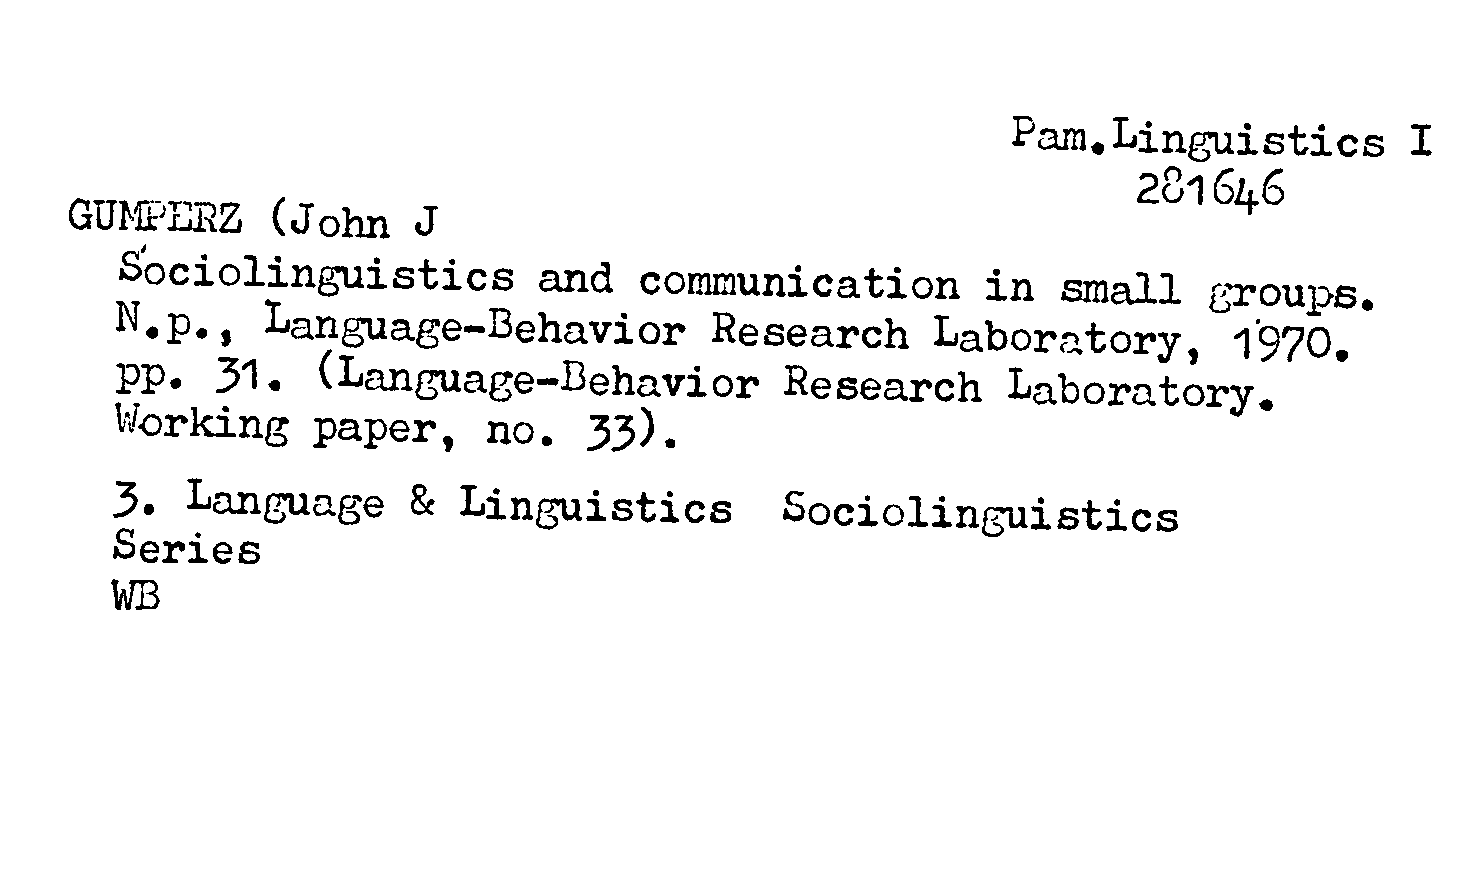 Pam.Linguistics I
281646
GUMPERZ (John J
Sociolinguistics and communication in small groups.
N.p., Language-Behavior Research Laboratory, 1970.
pp. 31. (Language-Behavior Research Laboratory.
Working paper, no. 33).
3. Language & Linguistics Sociolinguistics
Series
WB